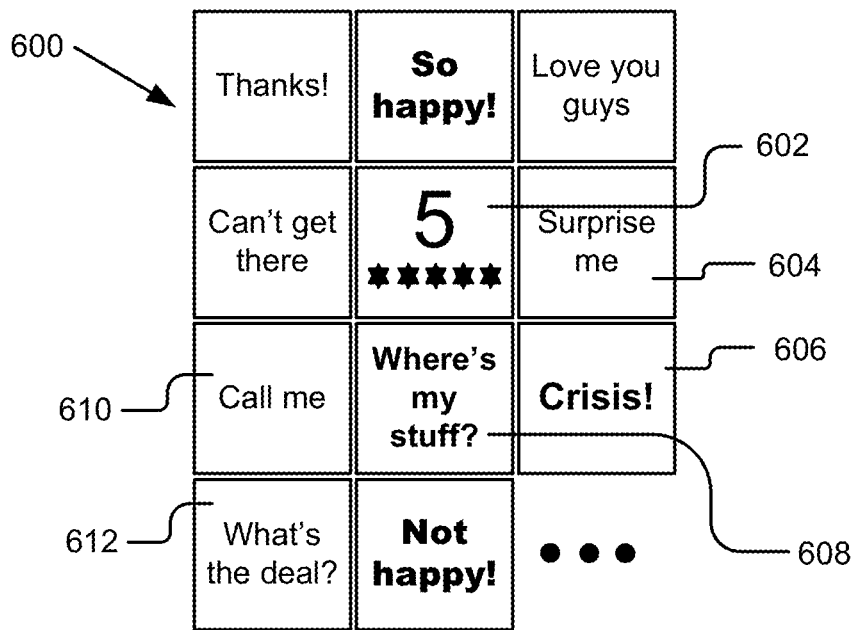 600
Thanks!
So
happy!
Love you
guys
602
Can't get
there
5
Surprise
me
604
606
610
Call me
Where's
my
stuff?
Crisis!
612
What's
the deal?
Not
happy!
608